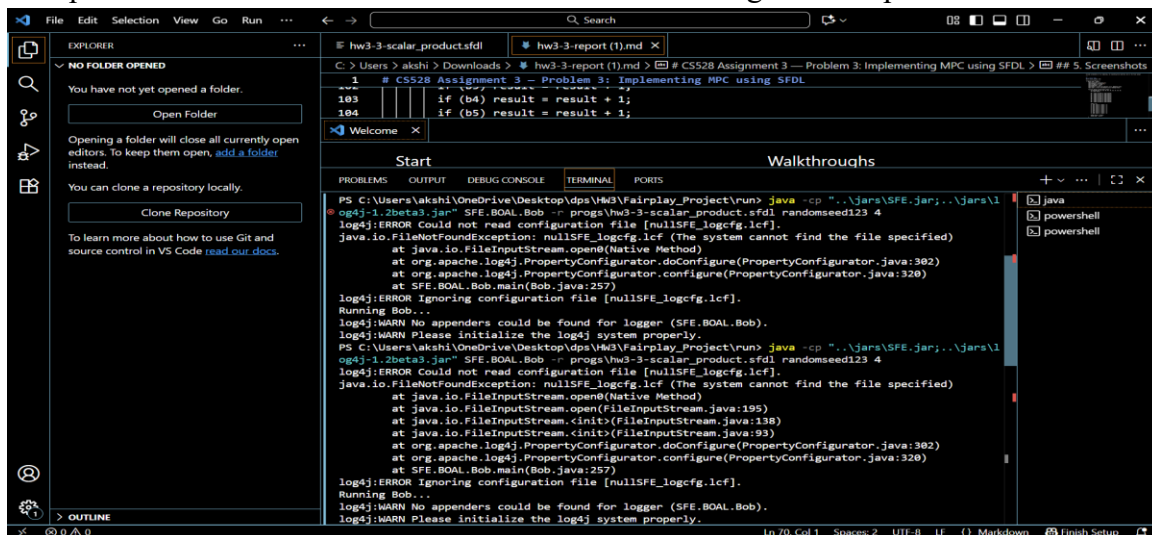 File Edit Selection View Go Run ···
Search
EXPLORER ···
NO FOLDER OPENED
You have not yet opened a folder.
Open Folder
Opening a folder will close all currently open
editors. To keep them open, add a folder
instead.
You can clone a repository locally.
Clone Repository
To learn more about how to use Git and
source control in VS Code read our docs.
OUTLINE
hw3-3-scalar_product.sfdl
hw3-3-report (1).md
C: > Users > akshi > Downloads > hw3-3-report (1).md > # CS528 Assignment 3 — Problem 3: Implementing MPC using SFDL > ## 5. Screenshots
1 # CS528 Assignment 3 — Problem 3: Implementing MPC using SFDL
103 if (b4) result = result + 1;
104 if (b5) result = result + 1;
Welcome
Start
Walkthroughs
PROBLEMS OUTPUT DEBUG CONSOLE TERMINAL PORTS
PS C:\Users\akshi\OneDrive\Desktop\dps\HW3\Fairplay_Project\run> java -cp "..\jars\SFE.jar;..\jars\l
og4j-1.2beta3.jar" SFE.BOAL.Bob -r progs\hw3-3-scalar_product.sfdl randomseed123 4
log4j:ERROR Could not read configuration file [nullSFE_logcfg.lcf].
java.io.FileNotFoundException: nullSFE_logcfg.lcf (The system cannot find the file specified)
at java.io.FileInputStream.open0(Native Method)
at org.apache.log4j.PropertyConfigurator.doConfigure(PropertyConfigurator.java:302)
at org.apache.log4j.PropertyConfigurator.configure(PropertyConfigurator.java:320)
at SFE.BOAL.Bob.main(Bob.java:257)
log4j:ERROR Ignoring configuration file [nullSFE_logcfg.lcf].
Running Bob...
log4j:WARN No appenders could be found for logger (SFE.BOAL.Bob).
log4j:WARN Please initialize the log4j system properly.
PS C:\Users\akshi\OneDrive\Desktop\dps\HW3\Fairplay_Project\run> java -cp "..\jars\SFE.jar;..\jars\l
og4j-1.2beta3.jar" SFE.BOAL.Bob -r progs\hw3-3-scalar_product.sfdl randomseed123 4
log4j:ERROR Could not read configuration file [nullSFE_logcfg.lcf].
java.io.FileNotFoundException: nullSFE_logcfg.lcf (The system cannot find the file specified)
at java.io.FileInputStream.open0(Native Method)
at java.io.FileInputStream.open(FileInputStream.java:195)
at java.io.FileInputStream.<init>(FileInputStream.java:138)
at java.io.FileInputStream.<init>(FileInputStream.java:93)
at org.apache.log4j.PropertyConfigurator.doConfigure(PropertyConfigurator.java:302)
at org.apache.log4j.PropertyConfigurator.configure(PropertyConfigurator.java:320)
at SFE.BOAL.Bob.main(Bob.java:257)
log4j:ERROR Ignoring configuration file [nullSFE_logcfg.lcf].
Running Bob...
log4j:WARN No appenders could be found for logger (SFE.BOAL.Bob).
log4j:WARN Please initialize the log4j system properly.
java
powershell
powershell
0 0 Ln 70, Col 1 Spaces: 2 UTF-8 LF {} Markdown Finish Setup